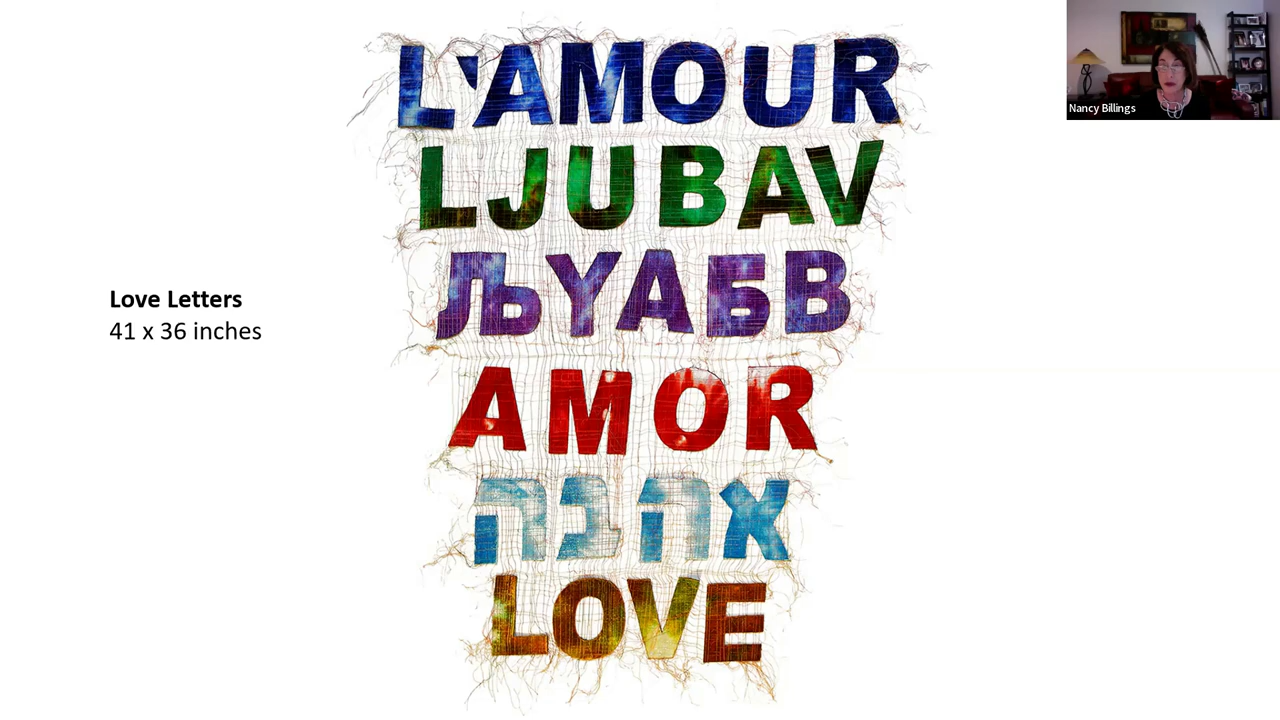 Nancy Billings
L'AMOUR
LJUBAV
ЉУАБВ
AMOR
אהבה
LOVE
Love Letters
41 x 36 inches